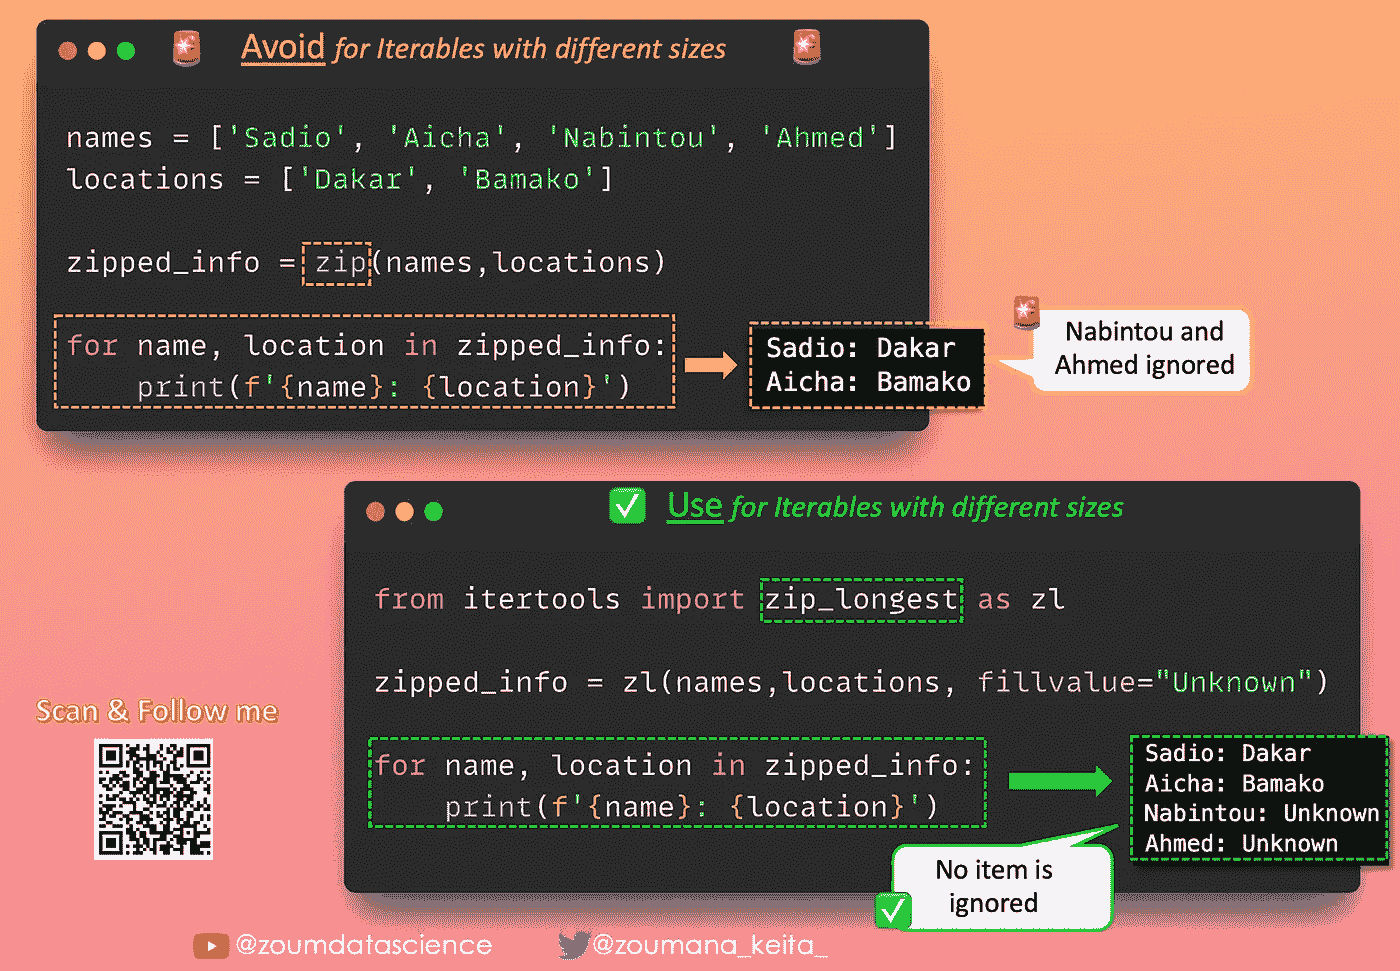 Avoid for Iterables with different sizes
names = ['Sadio', 'Aicha', 'Nabintou', 'Ahmed']
locations = ['Dakar', 'Bamako']
zipped_info = zip(names,locations)
for name, location in zipped_info:
    print(f'{name}: {location}')
Sadio: Dakar
Aicha: Bamako
Nabintou and
Ahmed ignored
Use for Iterables with different sizes
from itertools import zip_longest as zl
zipped_info = zl(names,locations, fillvalue="Unknown")
for name, location in zipped_info:
    print(f'{name}: {location}')
Sadio: Dakar
Aicha: Bamako
Nabintou: Unknown
Ahmed: Unknown
No item is
ignored
Scan & Follow me
@zoumdatascience
@zoumana_keita_